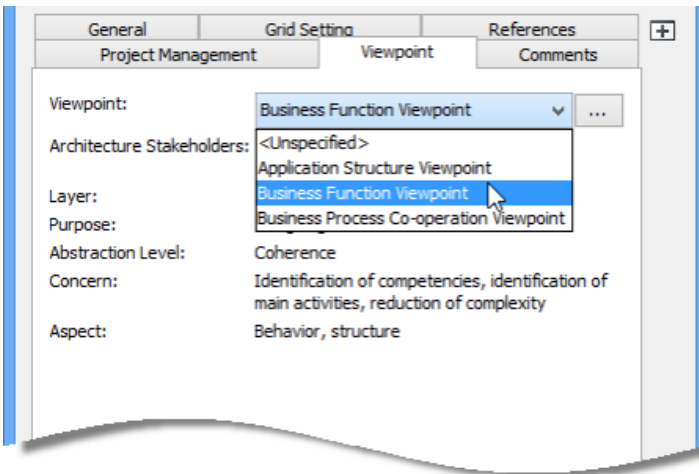 General Grid Setting References
Project Management Viewpoint Comments
Viewpoint: Business Function Viewpoint ...
Architecture Stakeholders: <Unspecified>
Application Structure Viewpoint
Layer: Business Function Viewpoint
Purpose: Business Process Co-operation Viewpoint
Abstraction Level: Coherence
Concern: Identification of competencies, identification of
main activities, reduction of complexity
Aspect: Behavior, structure